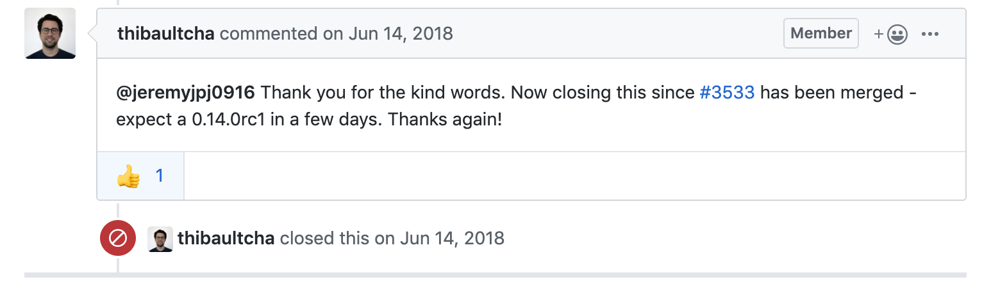 thibaultcha commented on Jun 14, 2018
Member
@jeremyjpj0916 Thank you for the kind words. Now closing this since #3533 has been merged -
expect a 0.14.0rc1 in a few days. Thanks again!
👍 1
thibaultcha closed this on Jun 14, 2018